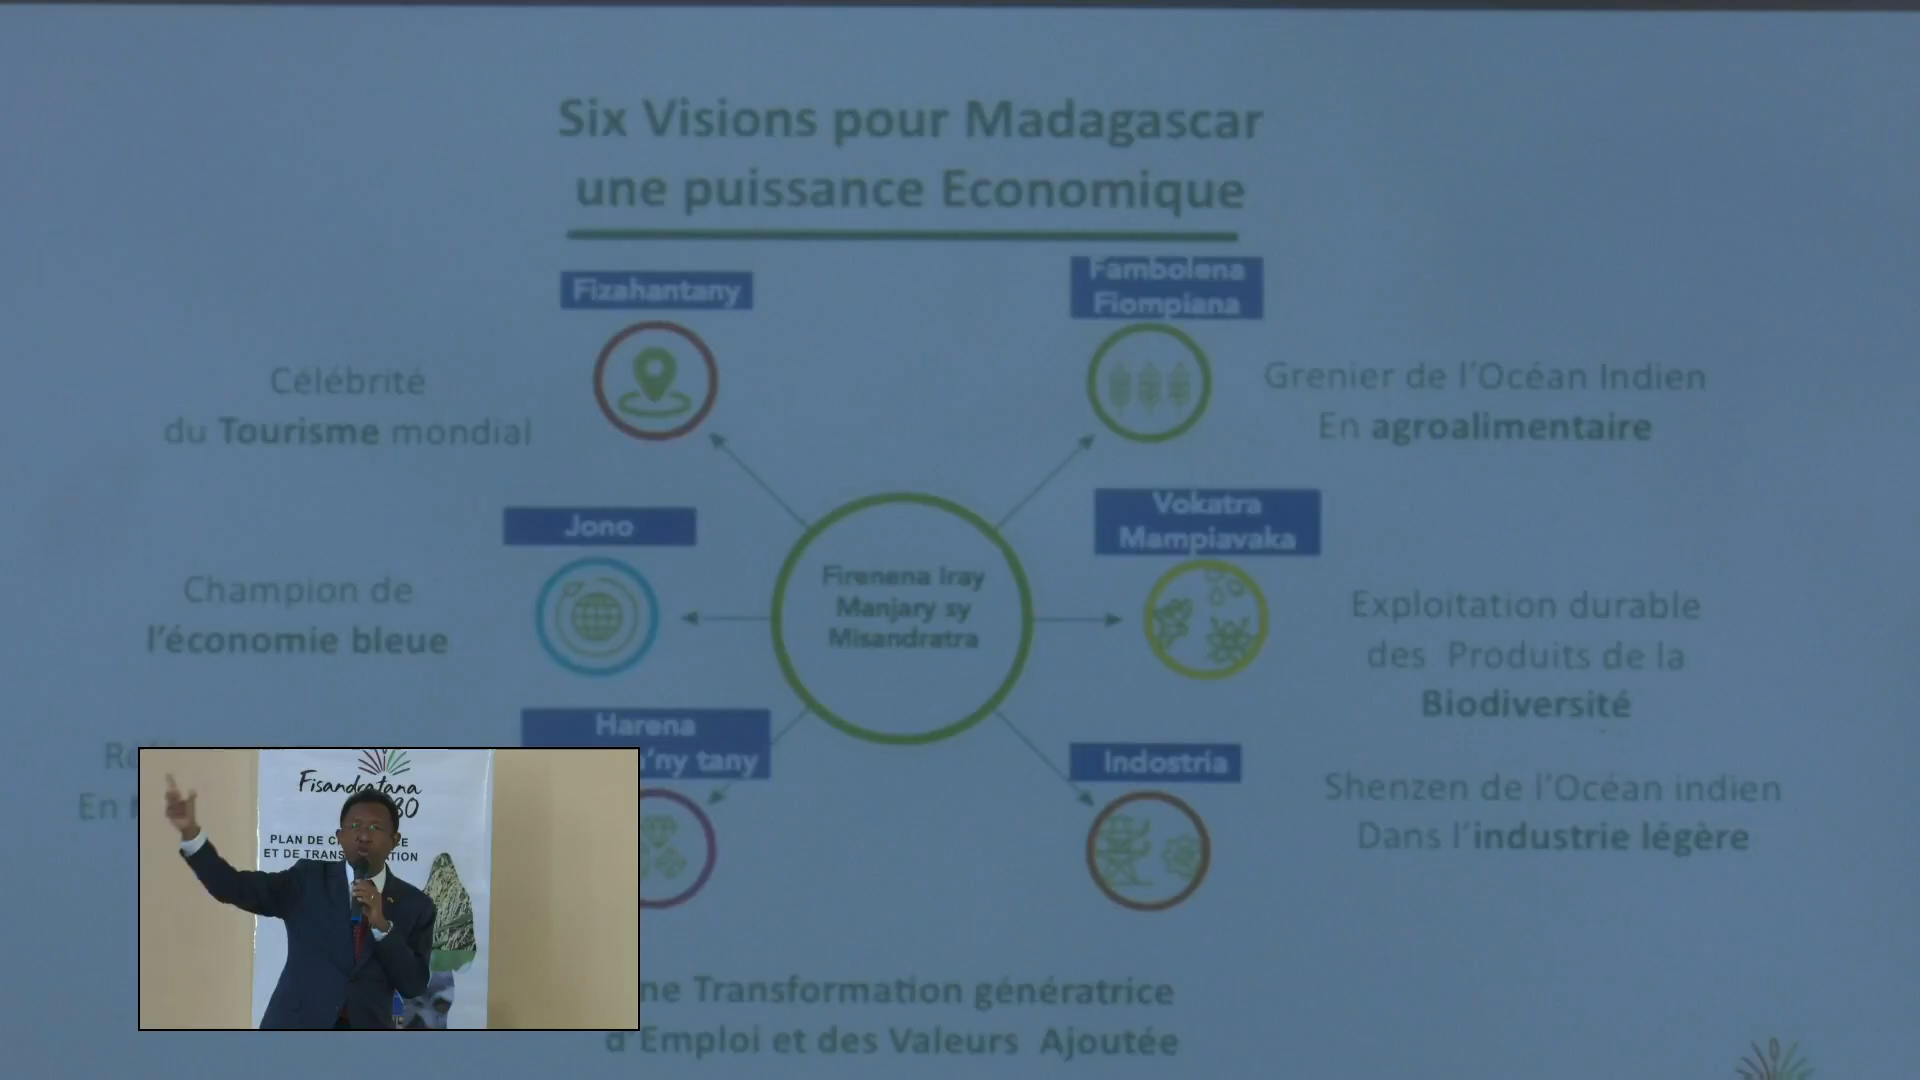 Six Visions pour Madagascar
une puissance Economique
Fizahantany
Célébrité
du Tourisme mondial
Fambolena
Fiompiana
Grenier de l'Océan Indien
En agroalimentaire
Jono
Champion de
l'économie bleue
Firenena Iray
Manjary sy
Misandratra
Vokatra
Mampiavaka
Exploitation durable
des Produits de la
Biodiversité
Harena
'ny tany
En
Indostria
Shenzen de l'Océan indien
Dans l'industrie légère
Transformation génératrice
d'Emploi et des Valeurs Ajoutée
Fisandratana
PLAN DE
ET DE